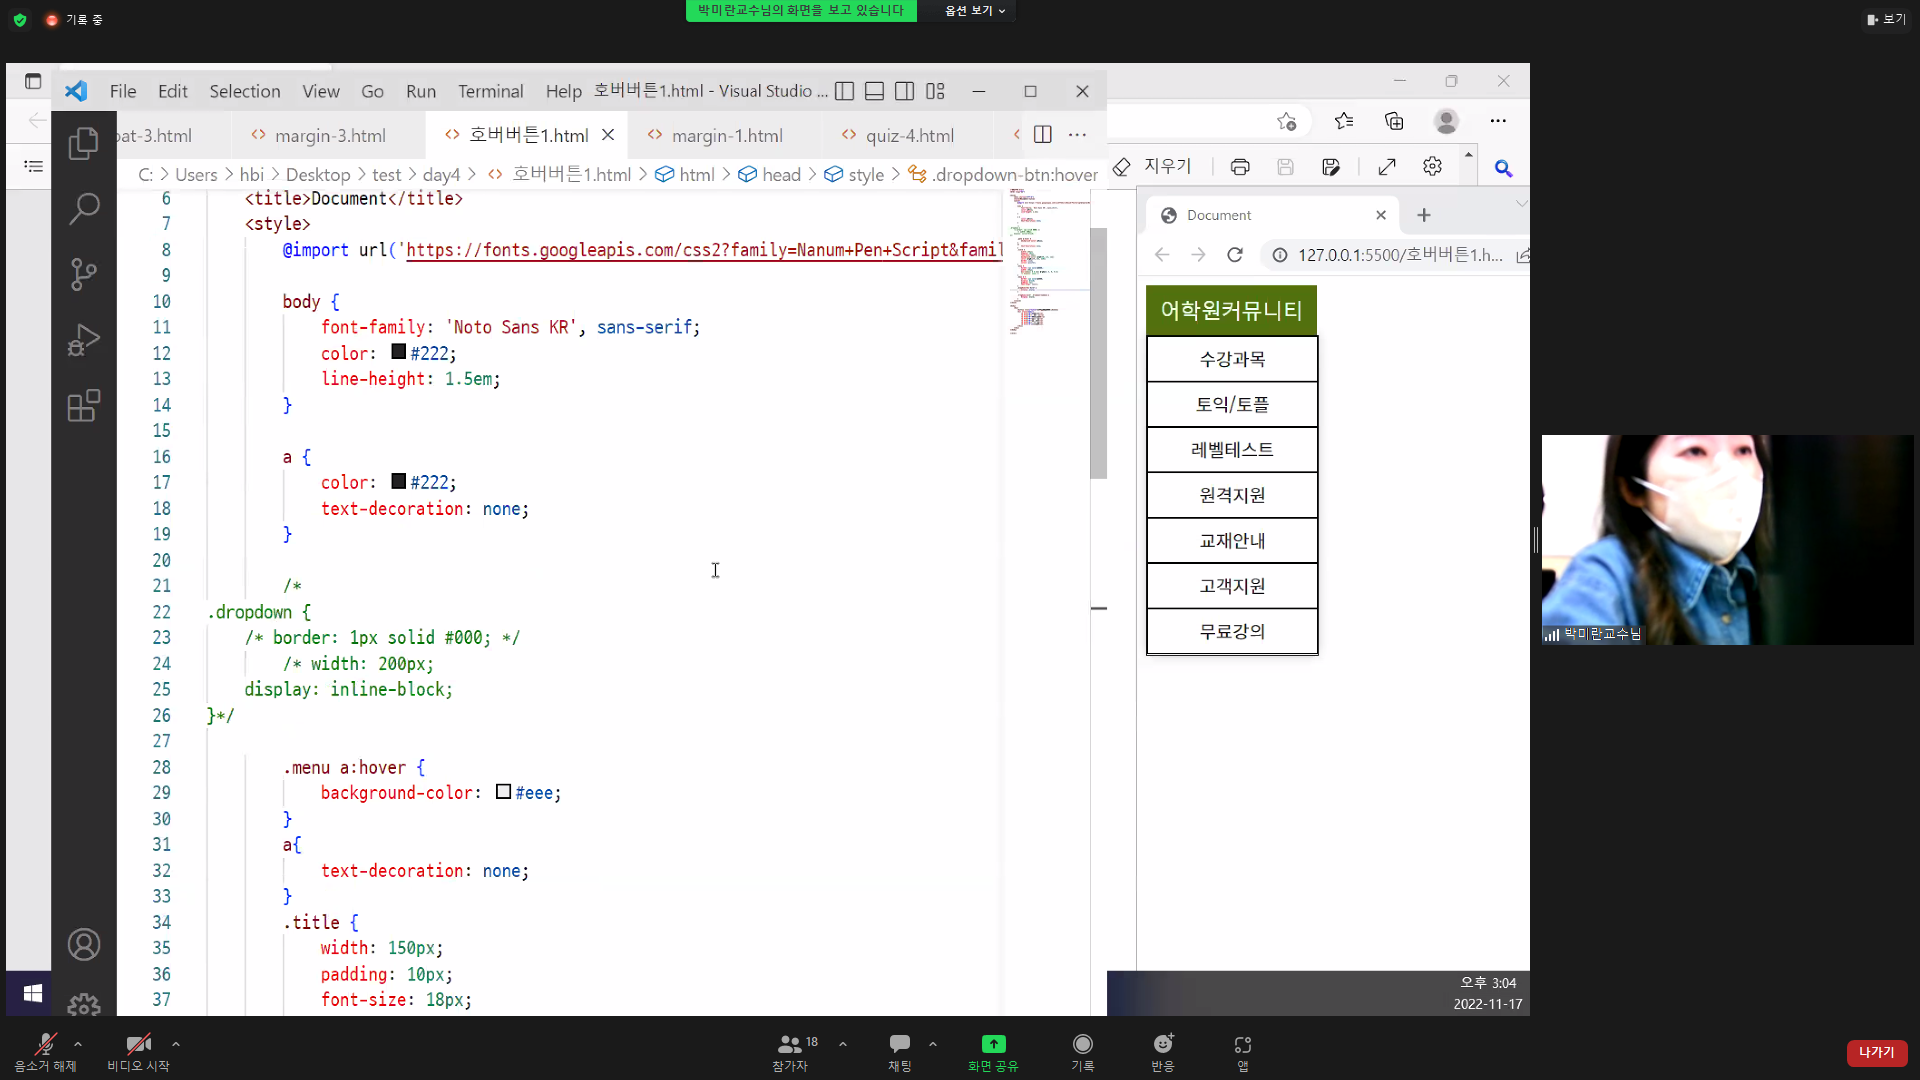 기록 중
박미란교수님의 화면을 보고 있습니다
옵션 보기
보기
File Edit Selection View Go Run Terminal Help 호버버튼1.html - Visual Studio ...
oat-3.html
margin-3.html
호버버튼1.html
margin-1.html
quiz-4.html
C: > Users > hbi > Desktop > test > day4 > 호버버튼1.html > html > head > style > .dropdown-btn:hover
6 <title>Document</title>
7 <style>
8 @import url('https://fonts.googleapis.com/css2?family=Nanum+Pen+Script&famil
9
10 body {
11 font-family: 'Noto Sans KR', sans-serif;
12 color: #222;
13 line-height: 1.5em;
14 }
15
16 a {
17 color: #222;
18 text-decoration: none;
19 }
20
21 /*
22 .dropdown {
23 /* border: 1px solid #000; */
24 /* width: 200px;
25 display: inline-block;
26 }*/
27
28 .menu a:hover {
29 background-color: #eee;
30 }
31 a{
32 text-decoration: none;
33 }
34 .title {
35 width: 150px;
36 padding: 10px;
37 font-size: 18px;
지우기
Document
127.0.0.1:5500/호버버튼1.h...
어학원커뮤니티
수강과목
토익/토플
레벨테스트
원격지원
교재안내
고객지원
무료강의
박미란교수님
오후 3:04
2022-11-17
음소거 해제
비디오 시작
18
참가자
채팅
화면 공유
기록
반응
앱
나가기